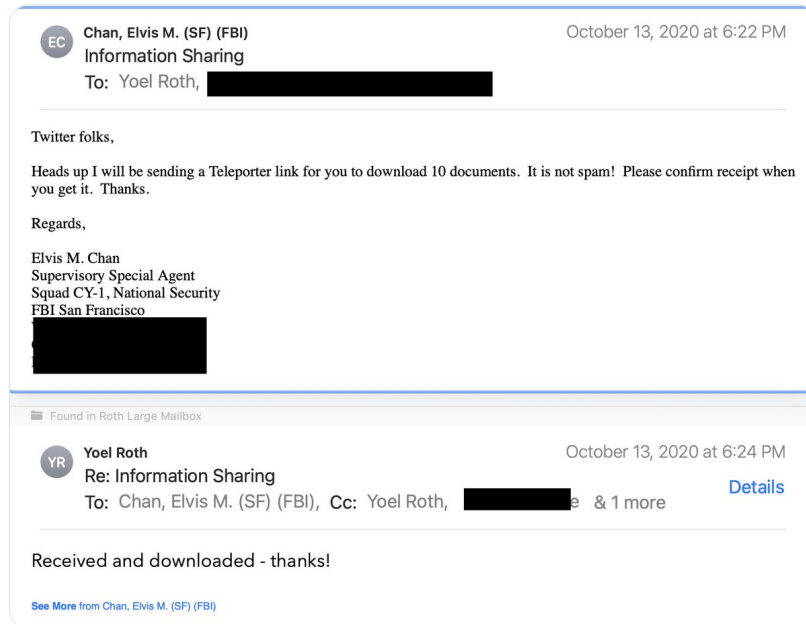 EC
Chan, Elvis M. (SF) (FBI)
October 13, 2020 at 6:22 PM
Information Sharing
To: Yoel Roth,
Twitter folks,
Heads up I will be sending a Teleporter link for you to download 10 documents.  It is not spam!  Please confirm receipt when
you get it.  Thanks.
Regards,
Elvis M. Chan
Supervisory Special Agent
Squad CY-1, National Security
FBI San Francisco
Found in Roth Large Mailbox
YR
Yoel Roth
October 13, 2020 at 6:24 PM
Re: Information Sharing
Details
To: Chan, Elvis M. (SF) (FBI), Cc: Yoel Roth, e & 1 more
Received and downloaded - thanks!
See More from Chan, Elvis M. (SF) (FBI)